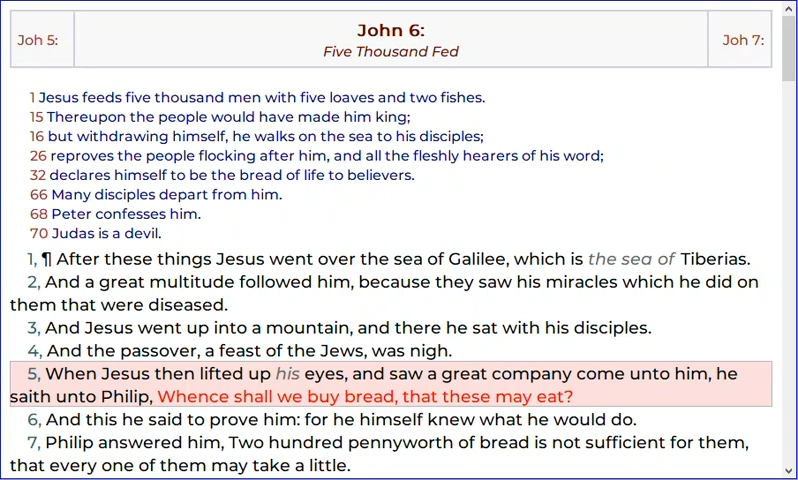 Joh 5:
John 6:
Five Thousand Fed
Joh 7:
1 Jesus feeds five thousand men with five loaves and two fishes.
15 Thereupon the people would have made him king;
16 but withdrawing himself, he walks on the sea to his disciples;
26 reproves the people flocking after him, and all the fleshly hearers of his word;
32 declares himself to be the bread of life to believers.
66 Many disciples depart from him.
68 Peter confesses him.
70 Judas is a devil.
1, ¶ After these things Jesus went over the sea of Galilee, which is the sea of Tiberias.
2, And a great multitude followed him, because they saw his miracles which he did on
them that were diseased.
3, And Jesus went up into a mountain, and there he sat with his disciples.
4, And the passover, a feast of the Jews, was nigh.
5, When Jesus then lifted up his eyes, and saw a great company come unto him, he
saith unto Philip, Whence shall we buy bread, that these may eat?
6, And this he said to prove him: for he himself knew what he would do.
7, Philip answered him, Two hundred pennyworth of bread is not sufficient for them,
that every one of them may take a little.